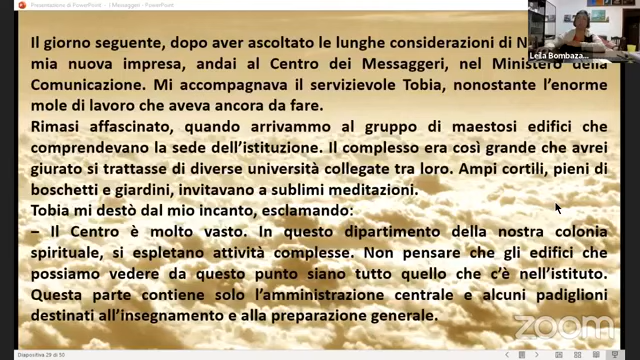 Presentazione di PowerPoint - I Messaggeri - PowerPoint
Il giorno seguente, dopo aver ascoltato le lunghe considerazioni di
mia nuova impresa, andai al Centro dei Messaggeri, nel Ministero della
Comunicazione. Mi accompagnava il servizievole Tobia, nonostante l'enorme
mole di lavoro che aveva ancora da fare.
Rimasi affascinato, quando arrivammo al gruppo di maestosi edifici che
comprendevano la sede dell'istituzione. Il complesso era così grande che avrei
giurato si trattasse di diverse università collegate tra loro. Ampi cortili, pieni di
boschetti e giardini, invitavano a sublimi meditazioni.
Tobia mi destò dal mio incanto, esclamando:
– Il Centro è molto vasto. In questo dipartimento della nostra colonia
spirituale, si espletano attività complesse. Non pensare che gli edifici che
possiamo vedere da questo punto siano tutto quello che c'è nell'istituto.
Questa parte contiene solo l'amministrazione centrale e alcuni padiglioni
destinati all'insegnamento e alla preparazione generale.
Leila Bombaza...
zoom
Diapositiva 29 di 50